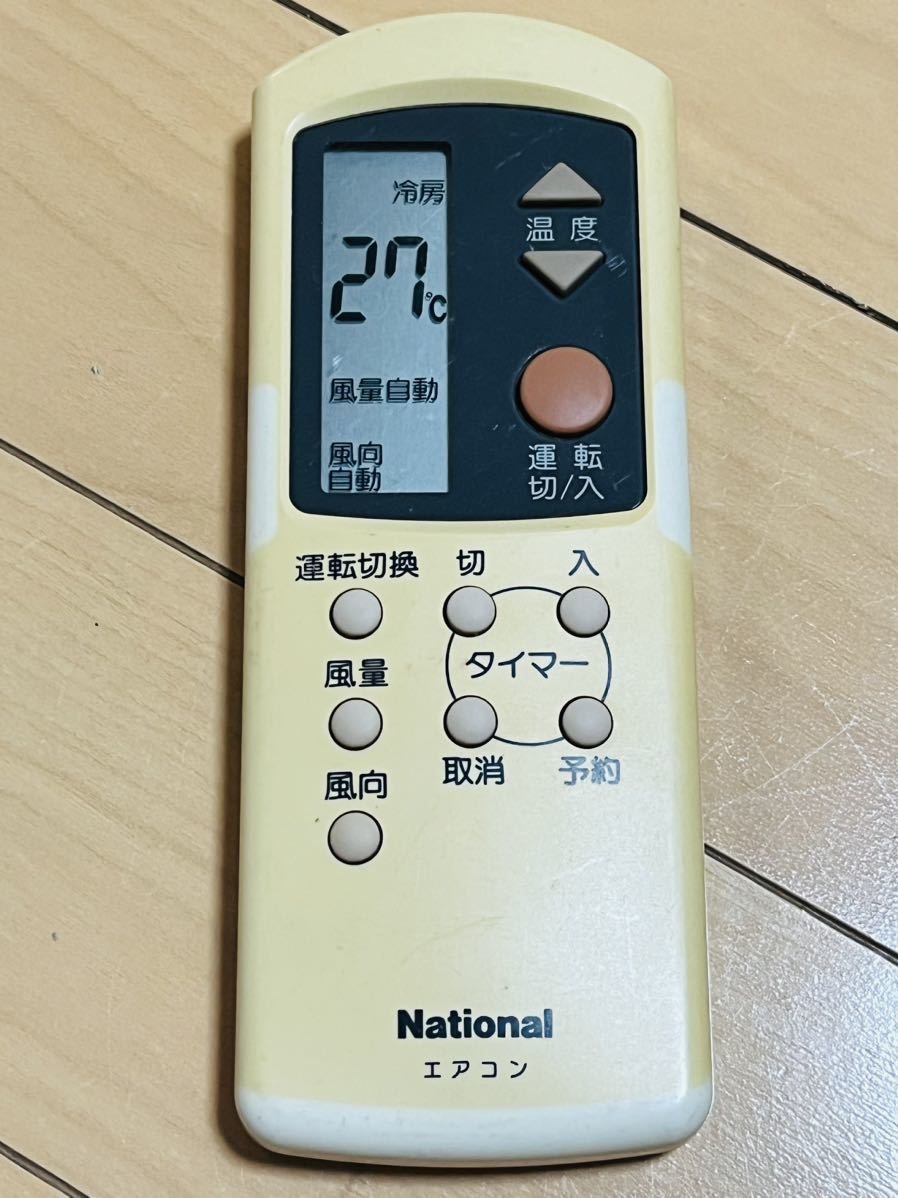 冷房
27℃
風量自動
風向
自動
温度
運転
切/入
運転切換
切
入
風量
タイマー
風向
取消
予約
National
エアコン